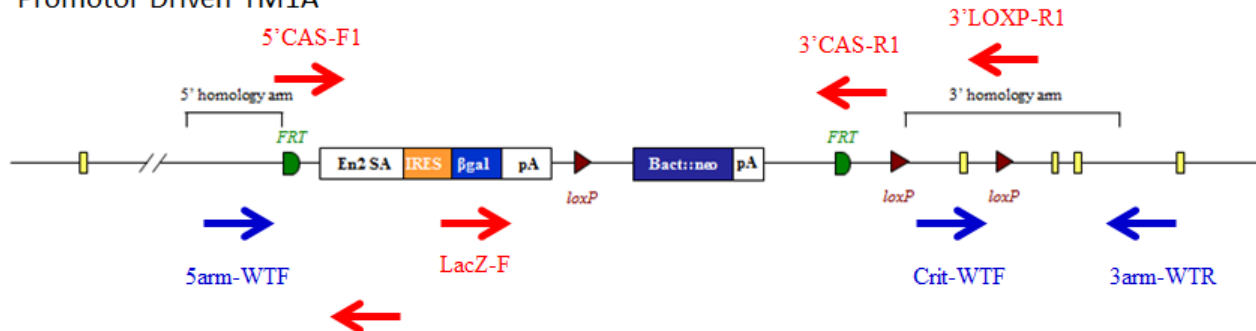 Promotor Driven TM1A
5'CAS-F1
3'LOXP-R1
3'CAS-R1
5' homology arm
3' homology arm
FRT
FRT
En2 SA IRES βgal pA
Bact::neo pA
loxP
loxP
loxP
5arm-WTF
LacZ-F
Crit-WTF
3arm-WTR